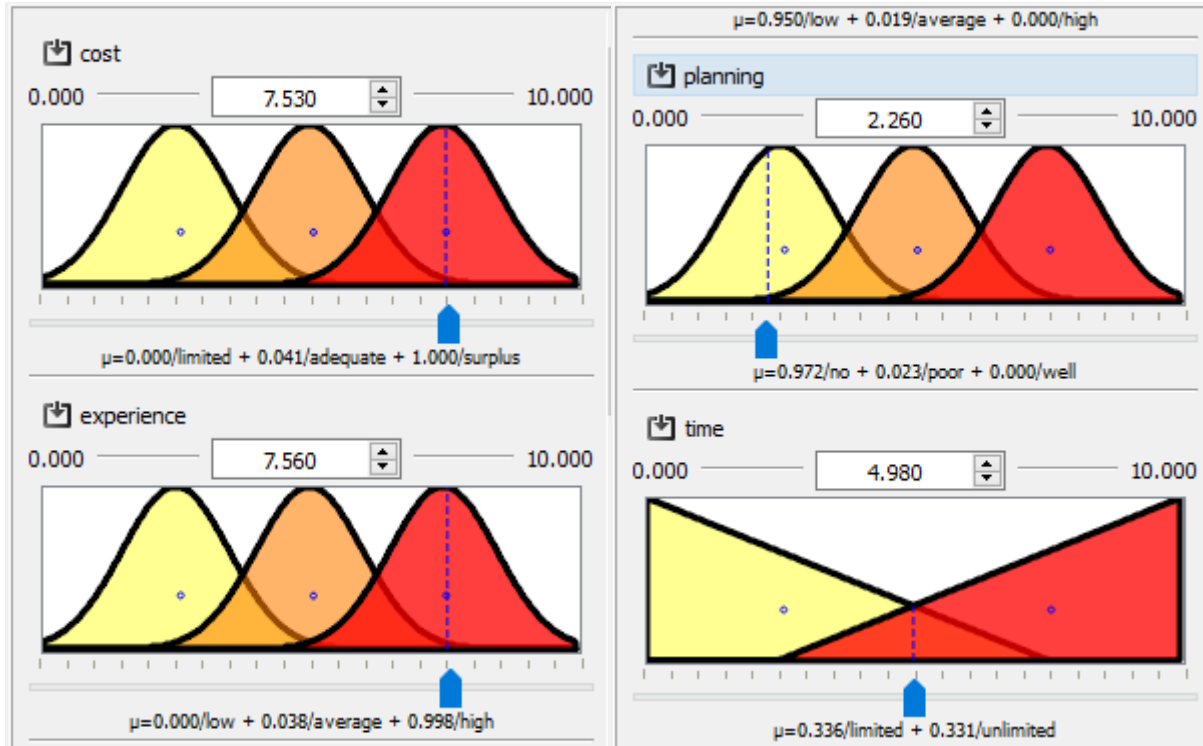 cost
0.000 7.530 10.000
μ=0.000/limited + 0.041/adequate + 1.000/surplus
experience
0.000 7.560 10.000
μ=0.000/low + 0.038/average + 0.998/high
μ=0.950/low + 0.019/average + 0.000/high
planning
0.000 2.260 10.000
μ=0.972/no + 0.023/poor + 0.000/well
time
0.000 4.980 10.000
μ=0.336/limited + 0.331/unlimited